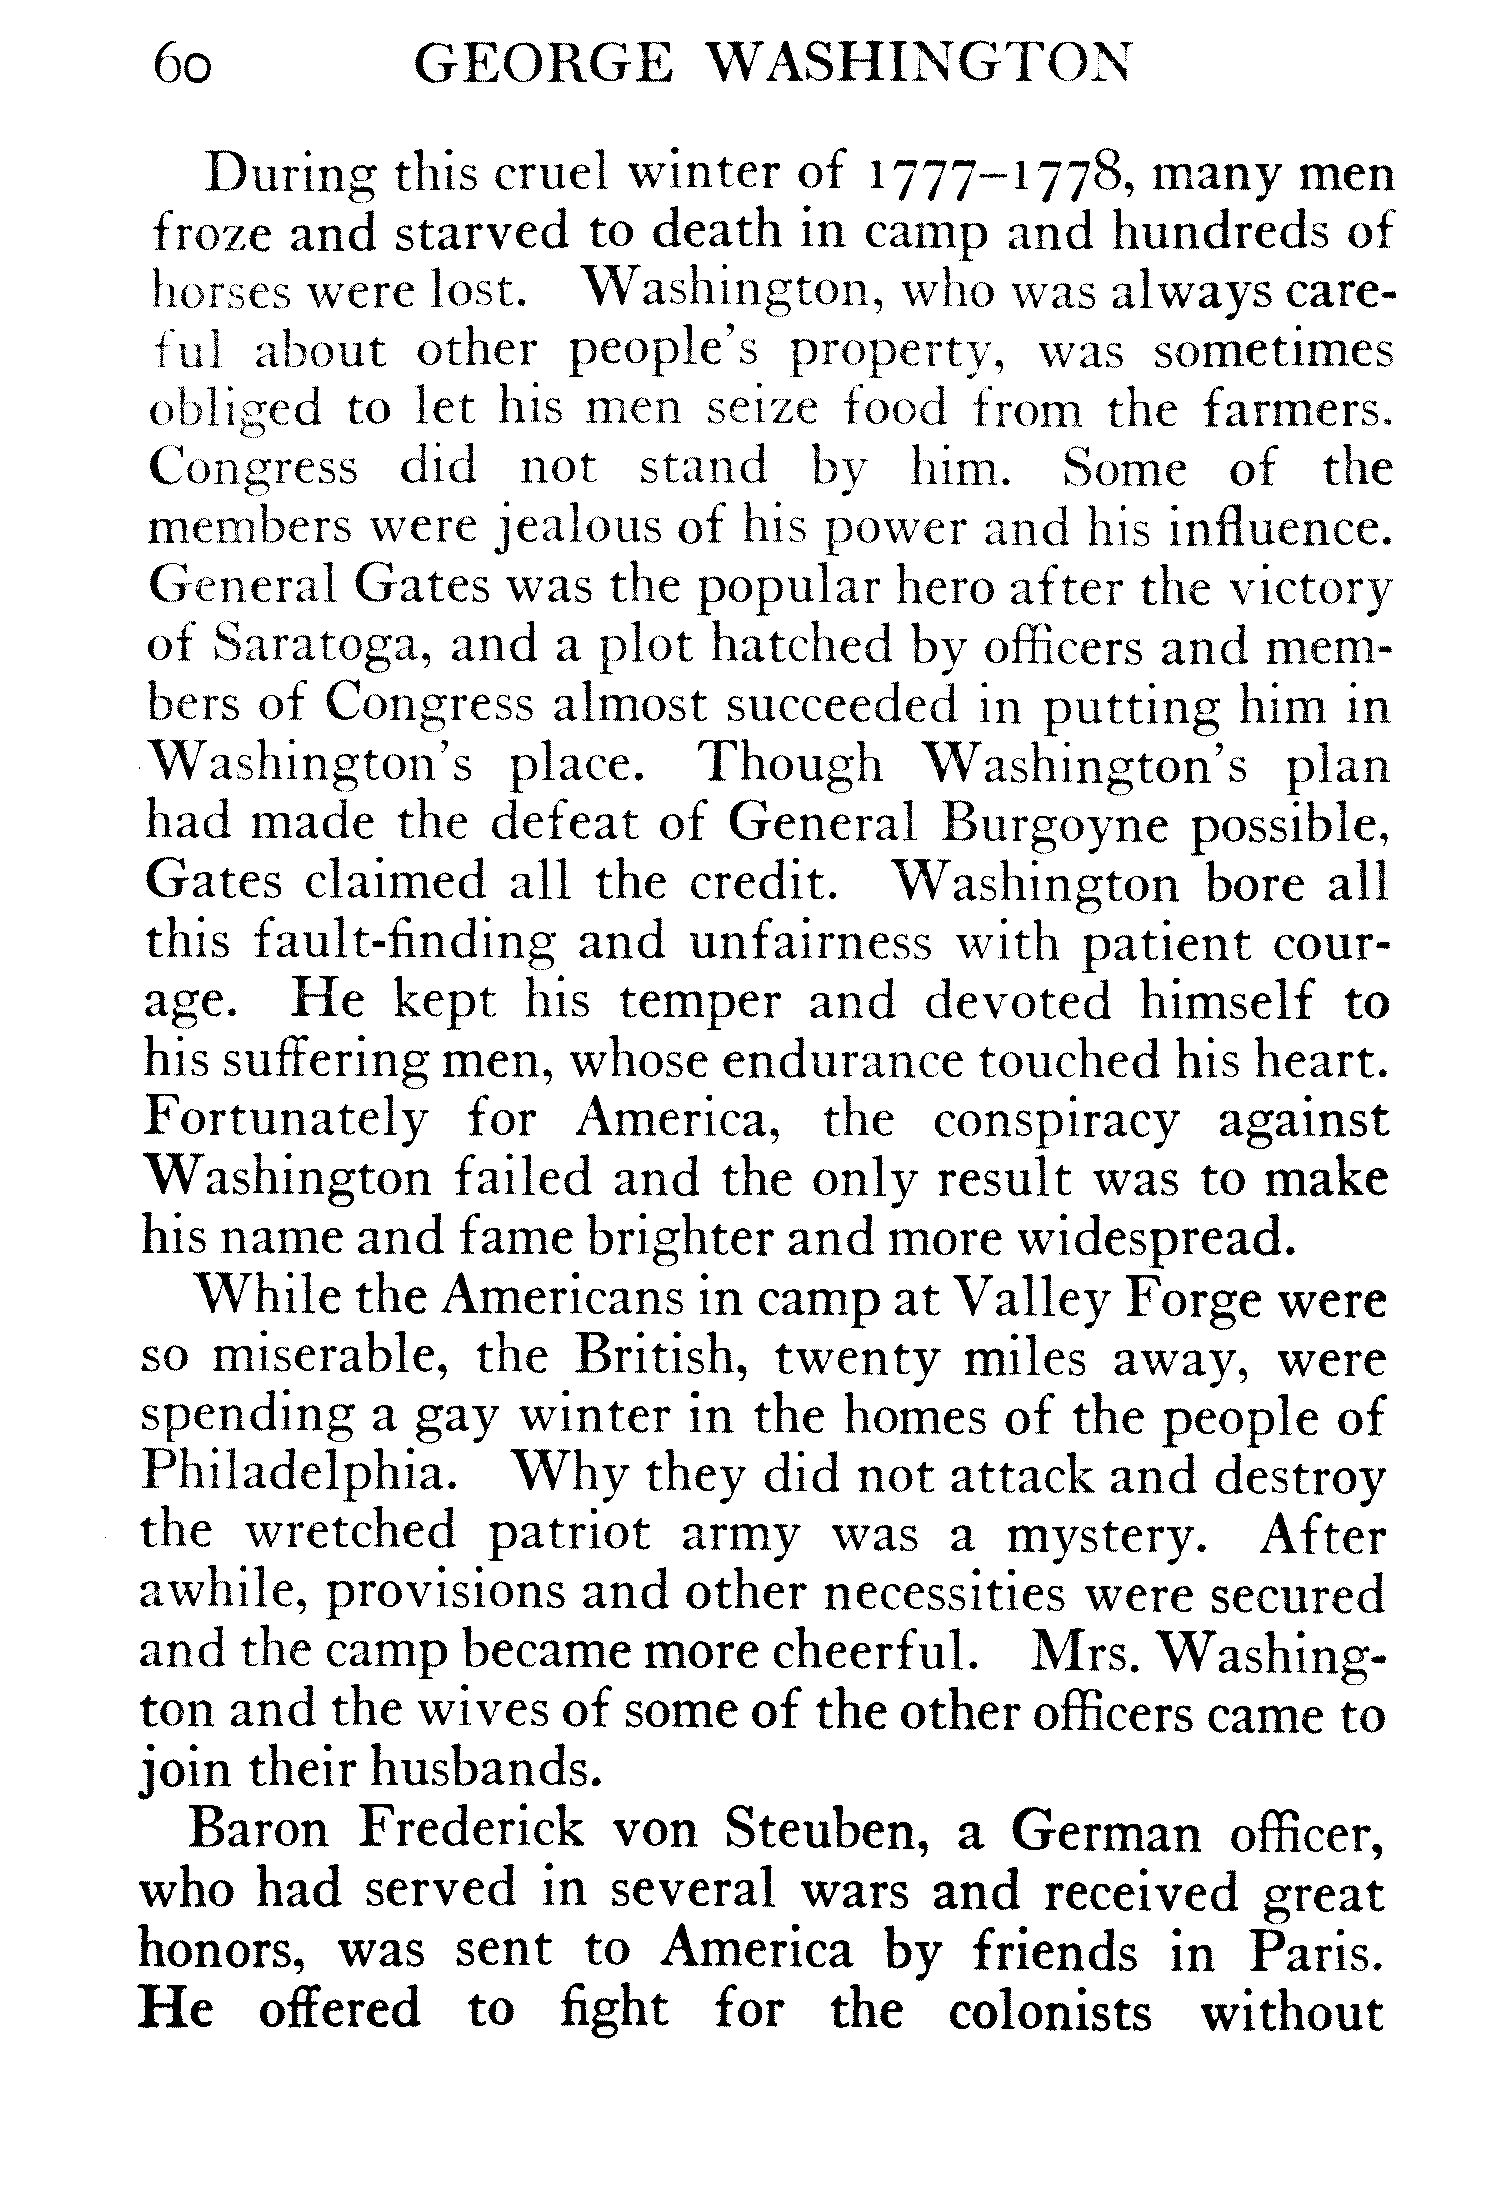 60 GEORGE WASHINGTON
During this cruel winter of 1777–1778, many men
froze and starved to death in camp and hundreds of
horses were lost. Washington, who was always care-
ful about other people's property, was sometimes
obliged to let his men seize food from the farmers.
Congress did not stand by him. Some of the
members were jealous of his power and his influence.
General Gates was the popular hero after the victory
of Saratoga, and a plot hatched by officers and mem-
bers of Congress almost succeeded in putting him in
Washington's place. Though Washington's plan
had made the defeat of General Burgoyne possible,
Gates claimed all the credit. Washington bore all
this fault-finding and unfairness with patient cour-
age. He kept his temper and devoted himself to
his suffering men, whose endurance touched his heart.
Fortunately for America, the conspiracy against
Washington failed and the only result was to make
his name and fame brighter and more widespread.
While the Americans in camp at Valley Forge were
so miserable, the British, twenty miles away, were
spending a gay winter in the homes of the people of
Philadelphia. Why they did not attack and destroy
the wretched patriot army was a mystery. After
awhile, provisions and other necessities were secured
and the camp became more cheerful. Mrs. Washing-
ton and the wives of some of the other officers came to
join their husbands.
Baron Frederick von Steuben, a German officer,
who had served in several wars and received great
honors, was sent to America by friends in Paris.
He offered to fight for the colonists without